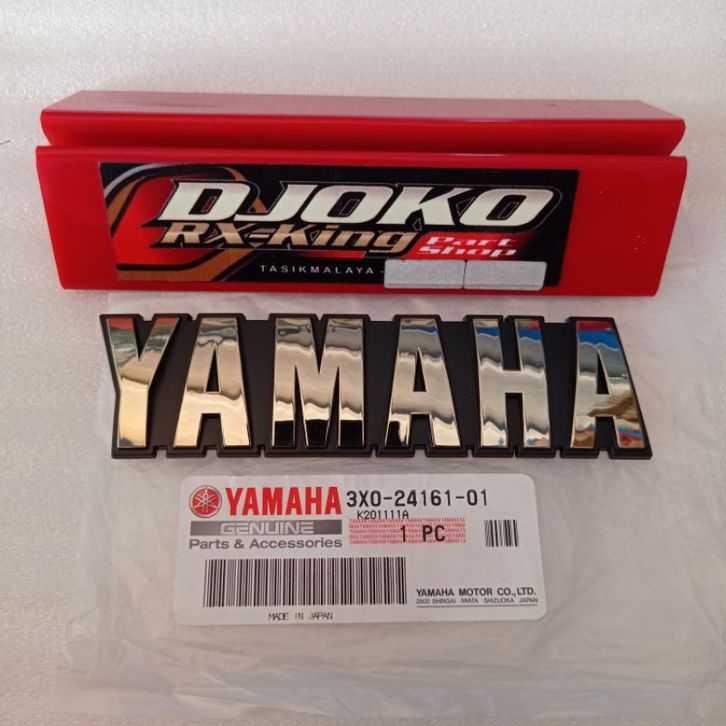 DJOKO
RX-King Part Shop
TASIKMALAYA -
YAMAHA
YAMAHA 3X0-24161-01
K201111A
GENUINE 1 PC
Parts & Accessories
YAMAHA MOTOR CO., LTD.
2500 SHINGAI IWATA SHIZUOKA JAPAN
MADE IN JAPAN